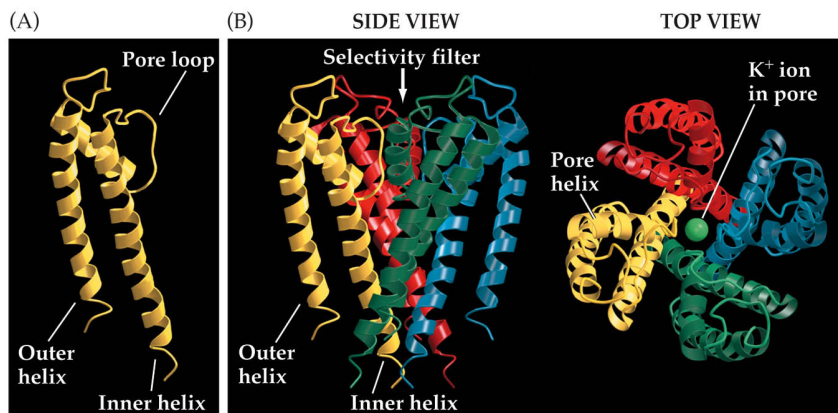 (A)
Pore loop
Outer
helix
Inner helix
(B)
SIDE VIEW
Selectivity filter
Outer
helix
Inner helix
TOP VIEW
K⁺ ion
in pore
Pore
helix